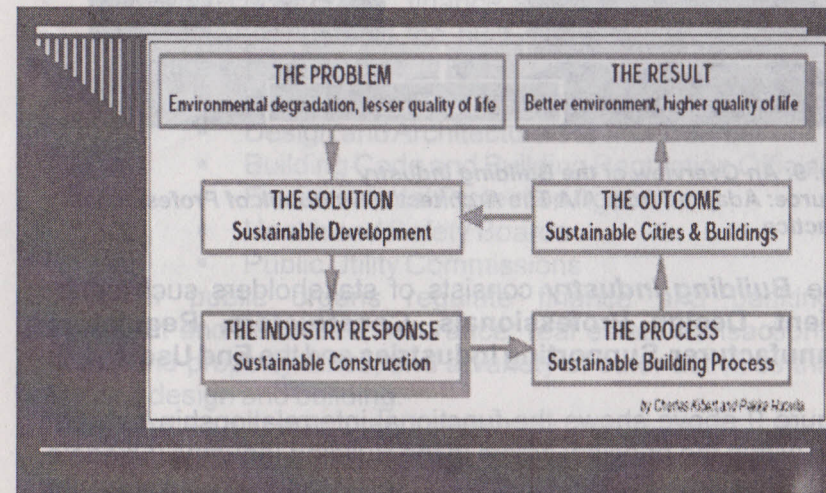 THE PROBLEM
Environmental degradation, lesser quality of life
THE RESULT
Better environment, higher quality of life
THE SOLUTION
Sustainable Development
THE OUTCOME
Sustainable Cities & Buildings
THE INDUSTRY RESPONSE
Sustainable Construction
THE PROCESS
Sustainable Building Process
by Charles Kibert and